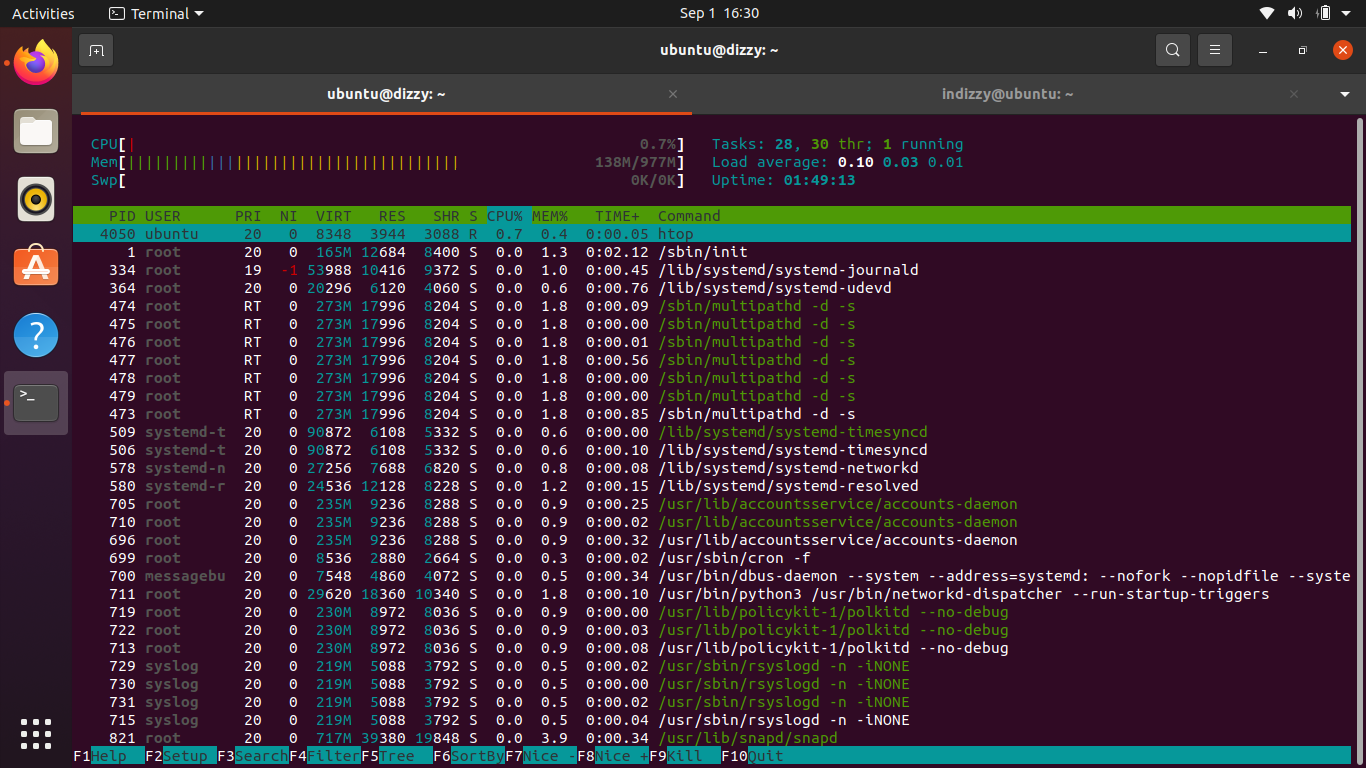 Activities Terminal Sep 1 16:30
ubuntu@dizzy: ~
ubuntu@dizzy: ~ indizzy@ubuntu: ~
CPU[| 0.7%] Tasks: 28, 30 thr; 1 running
Mem[||||||||||||||||||||||||||||||||||||| 138M/977M] Load average: 0.10 0.03 0.01
Swp[ 0K/0K] Uptime: 01:49:13
PID USER PRI NI VIRT RES SHR S CPU% MEM% TIME+ Command
4050 ubuntu 20 0 8348 3944 3088 R 0.7 0.4 0:00.05 htop
1 root 20 0 165M 12684 8400 S 0.0 1.3 0:02.12 /sbin/init
334 root 19 -1 53988 10416 9372 S 0.0 1.0 0:00.45 /lib/systemd/systemd-journald
364 root 20 0 20296 6120 4060 S 0.0 0.6 0:00.76 /lib/systemd/systemd-udevd
474 root RT 0 273M 17996 8204 S 0.0 1.8 0:00.09 /sbin/multipathd -d -s
475 root RT 0 273M 17996 8204 S 0.0 1.8 0:00.00 /sbin/multipathd -d -s
476 root RT 0 273M 17996 8204 S 0.0 1.8 0:00.01 /sbin/multipathd -d -s
477 root RT 0 273M 17996 8204 S 0.0 1.8 0:00.56 /sbin/multipathd -d -s
478 root RT 0 273M 17996 8204 S 0.0 1.8 0:00.00 /sbin/multipathd -d -s
479 root RT 0 273M 17996 8204 S 0.0 1.8 0:00.00 /sbin/multipathd -d -s
473 root RT 0 273M 17996 8204 S 0.0 1.8 0:00.85 /sbin/multipathd -d -s
509 systemd-t 20 0 90872 6108 5332 S 0.0 0.6 0:00.00 /lib/systemd/systemd-timesyncd
506 systemd-t 20 0 90872 6108 5332 S 0.0 0.6 0:00.10 /lib/systemd/systemd-timesyncd
578 systemd-n 20 0 27256 7688 6820 S 0.0 0.8 0:00.08 /lib/systemd/systemd-networkd
580 systemd-r 20 0 24536 12128 8228 S 0.0 1.2 0:00.15 /lib/systemd/systemd-resolved
705 root 20 0 235M 9236 8288 S 0.0 0.9 0:00.25 /usr/lib/accountsservice/accounts-daemon
710 root 20 0 235M 9236 8288 S 0.0 0.9 0:00.02 /usr/lib/accountsservice/accounts-daemon
696 root 20 0 235M 9236 8288 S 0.0 0.9 0:00.32 /usr/lib/accountsservice/accounts-daemon
699 root 20 0 8536 2880 2664 S 0.0 0.3 0:00.02 /usr/sbin/cron -f
700 messagebu 20 0 7548 4860 4072 S 0.0 0.5 0:00.34 /usr/bin/dbus-daemon --system --address=systemd: --nofork --nopidfile --syste
711 root 20 0 29620 18360 10340 S 0.0 1.8 0:00.10 /usr/bin/python3 /usr/bin/networkd-dispatcher --run-startup-triggers
719 root 20 0 230M 8972 8036 S 0.0 0.9 0:00.00 /usr/lib/policykit-1/polkitd --no-debug
722 root 20 0 230M 8972 8036 S 0.0 0.9 0:00.03 /usr/lib/policykit-1/polkitd --no-debug
713 root 20 0 230M 8972 8036 S 0.0 0.9 0:00.08 /usr/lib/policykit-1/polkitd --no-debug
729 syslog 20 0 219M 5088 3792 S 0.0 0.5 0:00.02 /usr/sbin/rsyslogd -n -iNONE
730 syslog 20 0 219M 5088 3792 S 0.0 0.5 0:00.00 /usr/sbin/rsyslogd -n -iNONE
731 syslog 20 0 219M 5088 3792 S 0.0 0.5 0:00.02 /usr/sbin/rsyslogd -n -iNONE
715 syslog 20 0 219M 5088 3792 S 0.0 0.5 0:00.04 /usr/sbin/rsyslogd -n -iNONE
821 root 20 0 717M 39380 19848 S 0.0 3.9 0:00.34 /usr/lib/snapd/snapd
F1Help F2Setup F3SearchF4FilterF5Tree F6SortByF7Nice -F8Nice +F9Kill F10Quit